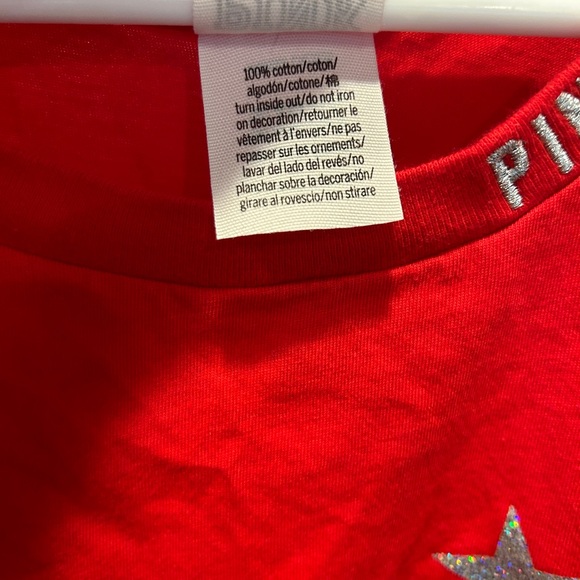 100% cotton/coton/
algodón/cotone/棉
turn inside out/do not iron
on decoration/retourner le
vêtement à l'envers/ne pas
repasser sur les ornements/
lavar del lado del revés/no
planchar sobre la decoración/
girare al rovescio/non stirare
PIN